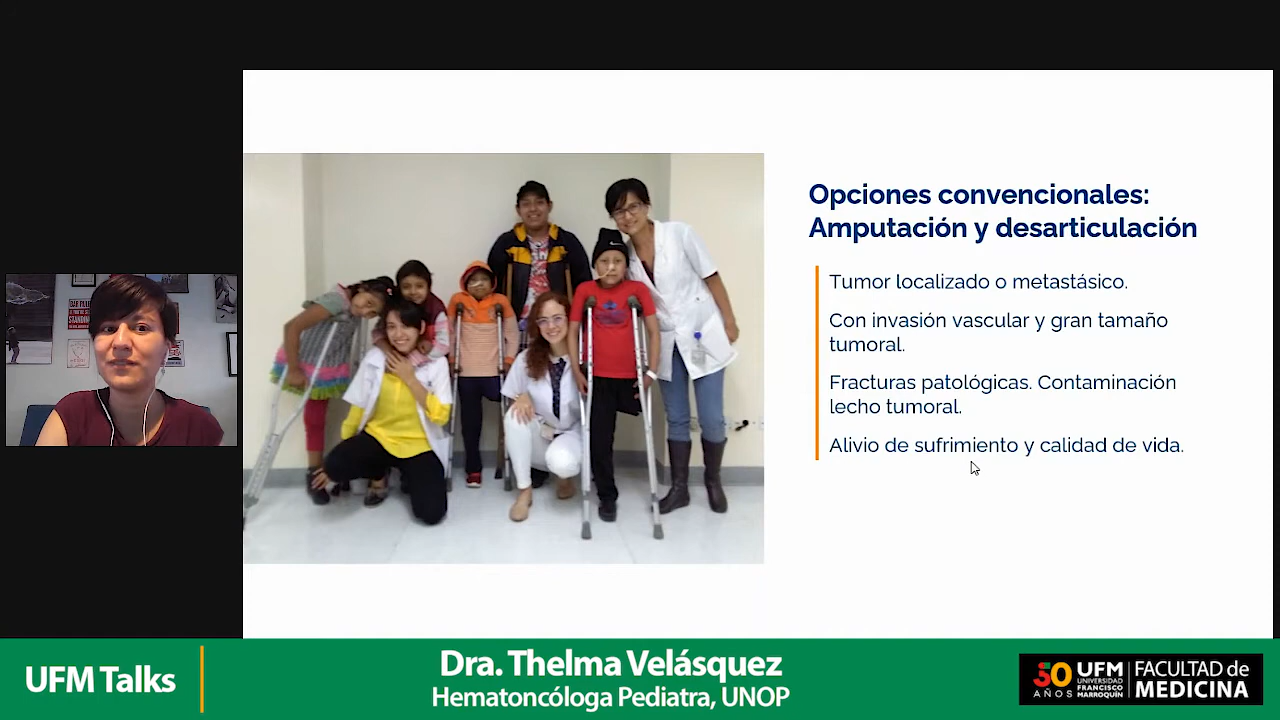 Opciones convencionales:
Amputación y desarticulación
Tumor localizado o metastásico.
Con invasión vascular y gran tamaño
tumoral.
Fracturas patológicas. Contaminación
lecho tumoral.
Alivio de sufrimiento y calidad de vida.
UFM Talks
Dra. Thelma Velásquez
Hematoncóloga Pediatra, UNOP
50
AÑOS
UFM
UNIVERSIDAD
FRANCISCO
MARROQUÍN
FACULTAD de
MEDICINA